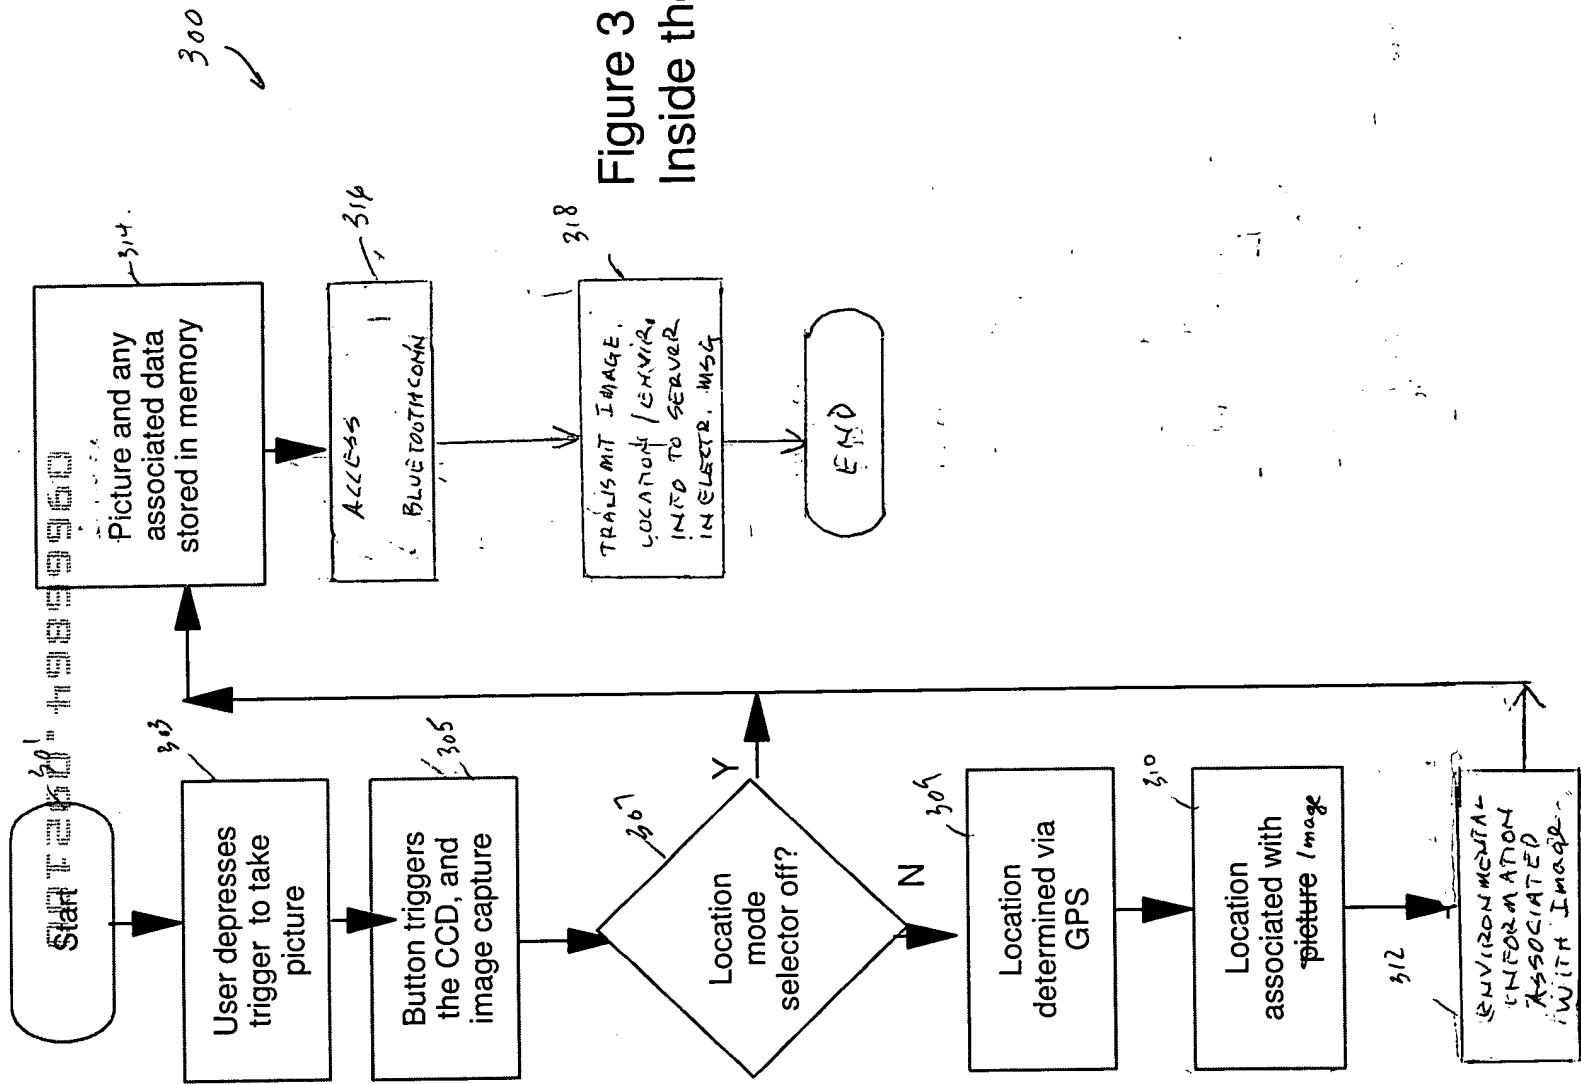 300
Start
301
User depresses
trigger to take
picture
303
Button triggers
the CCD, and
image capture
305
Location
mode
selector off?
307
Y
N
Location
determined via
GPS
309
Location
associated with
picture Image
310
ENVIRONMENTAL
INFORMATION
ASSOCIATED
WITH Image
312
Picture and any
associated data
stored in memory
314.
ACCESS
BLUETOOTH COMM
316
TRANSMIT IMAGE,
LOCATION / ENVIR.
INFO TO SERVER
IN ELECTR. MSG
318
END
Figure 3
Inside th